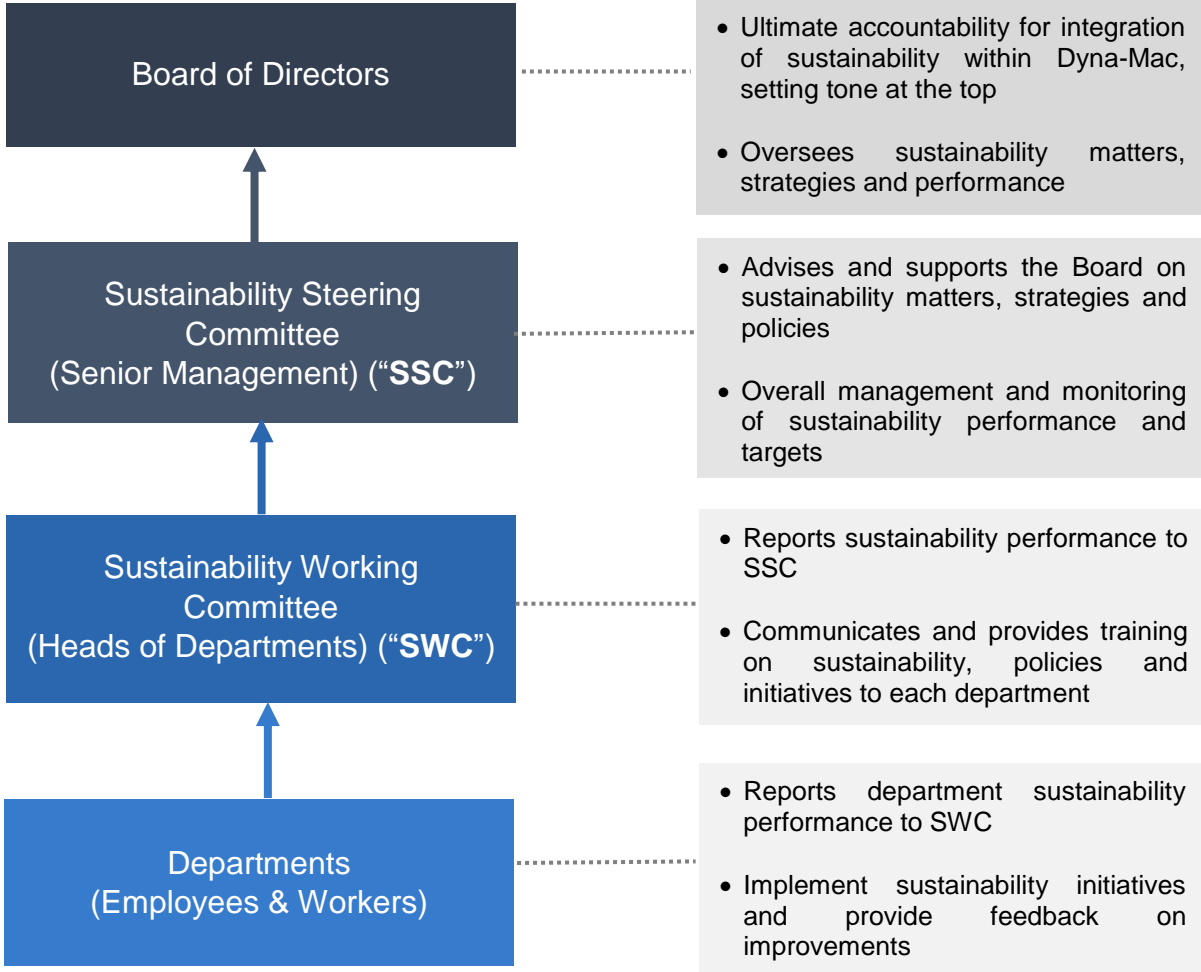 Board of Directors
• Ultimate accountability for integration
of sustainability within Dyna-Mac,
setting tone at the top
• Oversees sustainability matters,
strategies and performance
Sustainability Steering
Committee
(Senior Management) (“SSC”)
• Advises and supports the Board on
sustainability matters, strategies and
policies
• Overall management and monitoring
of sustainability performance and
targets
Sustainability Working
Committee
(Heads of Departments) (“SWC”)
• Reports sustainability performance to
SSC
• Communicates and provides training
on sustainability, policies and
initiatives to each department
Departments
(Employees & Workers)
• Reports department sustainability
performance to SWC
• Implement sustainability initiatives
and provide feedback on
improvements